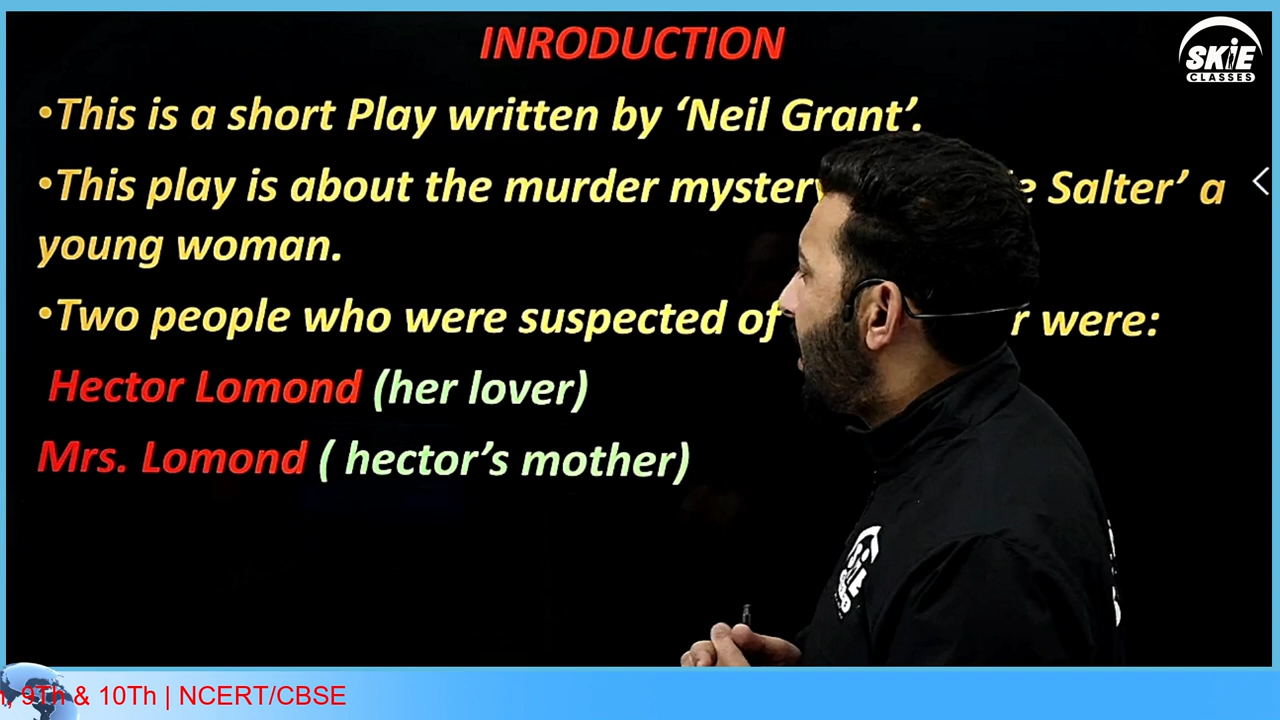 INRODUCTION
SKiE
CLASSES
•This is a short Play written by ‘Neil Grant’.
•This play is about the murder mystery Salter’ a
young woman.
•Two people who were suspected of were:
Hector Lomond (her lover)
Mrs. Lomond ( hector’s mother)
SKiE
9Th & 10Th | NCERT/CBSE